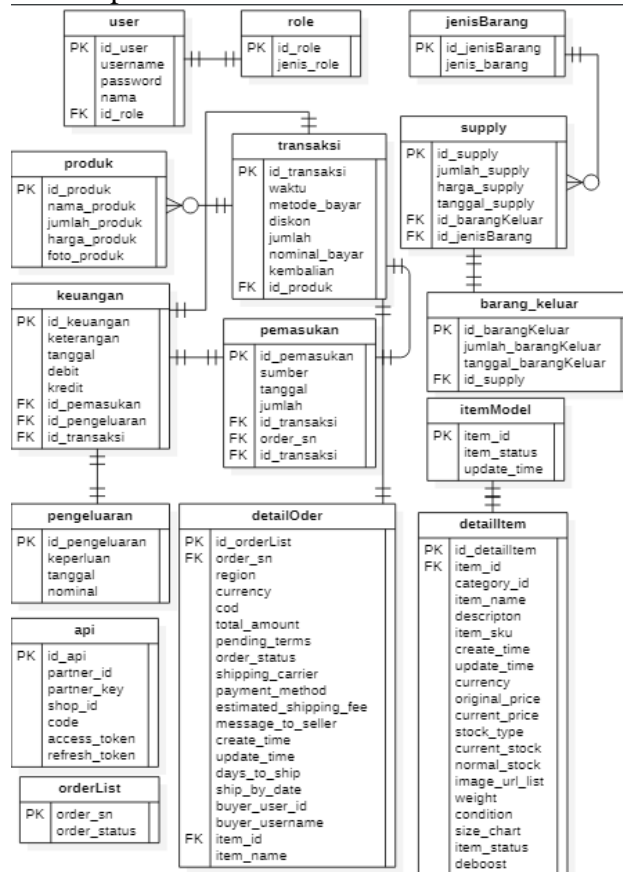 user
PK id_user
username
password
nama
FK id_role
role
PK id_role
jenis_role
jenisBarang
PK id_jenisBarang
jenis_barang
produk
PK id_produk
nama_produk
jumlah_produk
harga_produk
foto_produk
transaksi
PK id_transaksi
waktu
metode_bayar
diskon
jumlah
nominal_bayar
kembalian
FK id_produk
supply
PK id_supply
jumlah_supply
harga_supply
tanggal_supply
FK id_barangKeluar
FK id_jenisBarang
keuangan
PK id_keuangan
keterangan
tanggal
debit
kredit
FK id_pemasukan
FK id_pengeluaran
FK id_transaksi
pemasukan
PK id_pemasukan
sumber
tanggal
jumlah
FK id_transaksi
FK order_sn
FK id_transaksi
barang_keluar
PK id_barangKeluar
jumlah_barangKeluar
tanggal_barangKeluar
FK id_supply
itemModel
PK item_id
item_status
update_time
pengeluaran
PK id_pengeluaran
keperluan
tanggal
nominal
detailOder
PK id_orderList
FK order_sn
region
currency
cod
total_amount
pending_terms
order_status
shipping_carrier
payment_method
estimated_shipping_fee
message_to_seller
create_time
update_time
days_to_ship
ship_by_date
buyer_user_id
buyer_username
FK item_id
item_name
detailItem
PK id_detailItem
FK item_id
category_id
item_name
descripton
item_sku
create_time
update_time
currency
original_price
current_price
stock_type
current_stock
normal_stock
image_url_list
weight
condition
size_chart
item_status
deboost
api
PK id_api
partner_id
partner_key
shop_id
code
access_token
refresh_token
orderList
PK order_sn
order_status